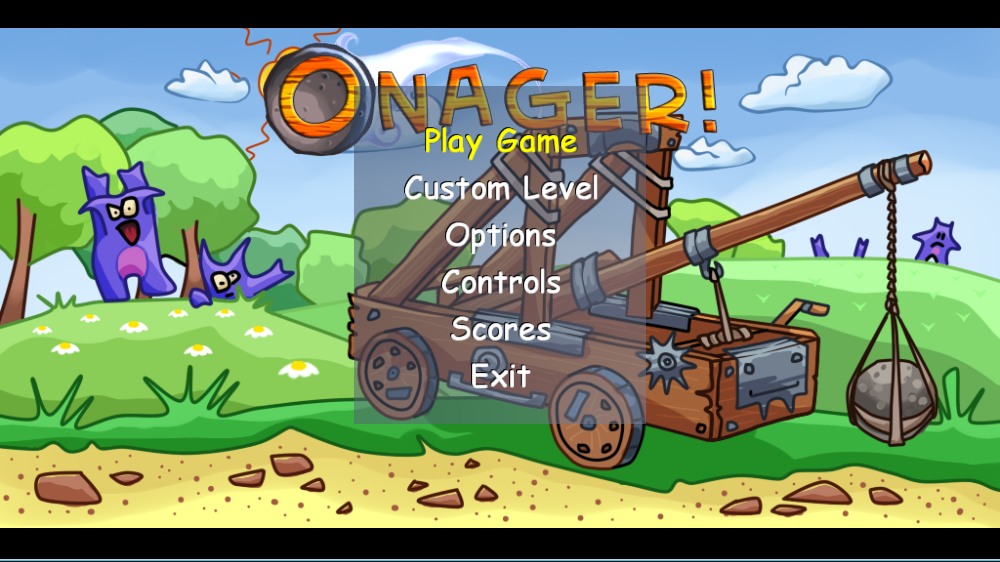 ONAGER!
Play Game
Custom Level
Options
Controls
Scores
Exit